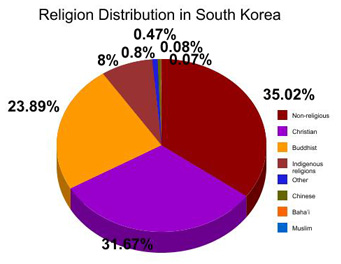 Religion Distribution in South Korea
0.47%
0.08%
0.8%
0.07%
8%
35.02%
23.89%
31.67%
Non-religious
Christian
Buddhist
Indigenous
religions
Other
Chinese
Baha'i
Muslim